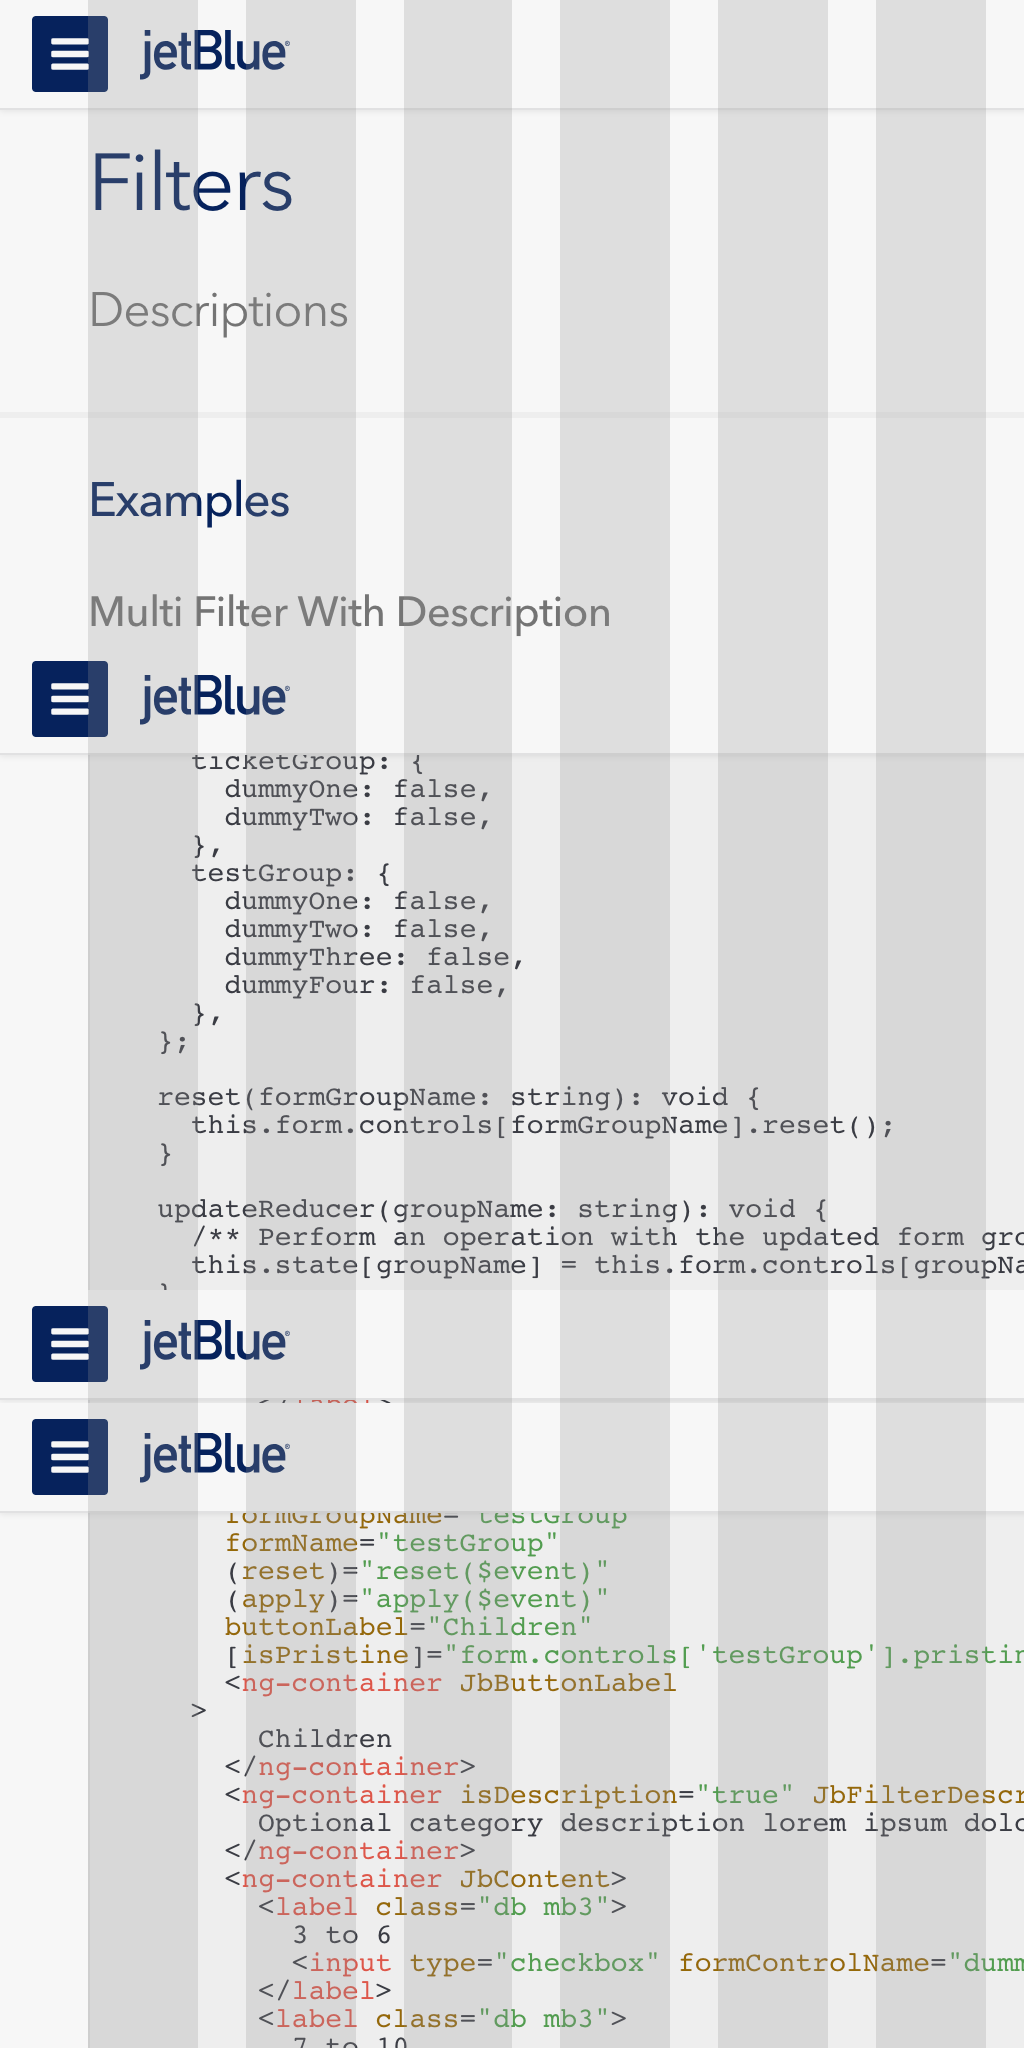 jetBlue
Filters
Descriptions
Examples
Multi Filter With Description
jetBlue
ticketGroup: {
dummyOne: false,
dummyTwo: false,
},
testGroup: {
dummyOne: false,
dummyTwo: false,
dummyThree: false,
dummyFour: false,
},
};
reset(formGroupName: string): void {
this.form.controls[formGroupName].reset();
}
updateReducer(groupName: string): void {
/** Perform an operation with the updated form gro
this.state[groupName] = this.form.controls[groupNa
}
jetBlue
</label>
jetBlue
formGroupName="testGroup"
formName="testGroup"
(reset)="reset($event)"
(apply)="apply($event)"
buttonLabel="Children"
[isPristine]="form.controls['testGroup'].pristin
<ng-container JbButtonLabel
>
Children
</ng-container>
<ng-container isDescription="true" JbFilterDescr
Optional category description lorem ipsum dolo
</ng-container>
<ng-container JbContent>
<label class="db mb3">
3 to 6
<input type="checkbox" formControlName="dumm
</label>
<label class="db mb3">
7 to 10